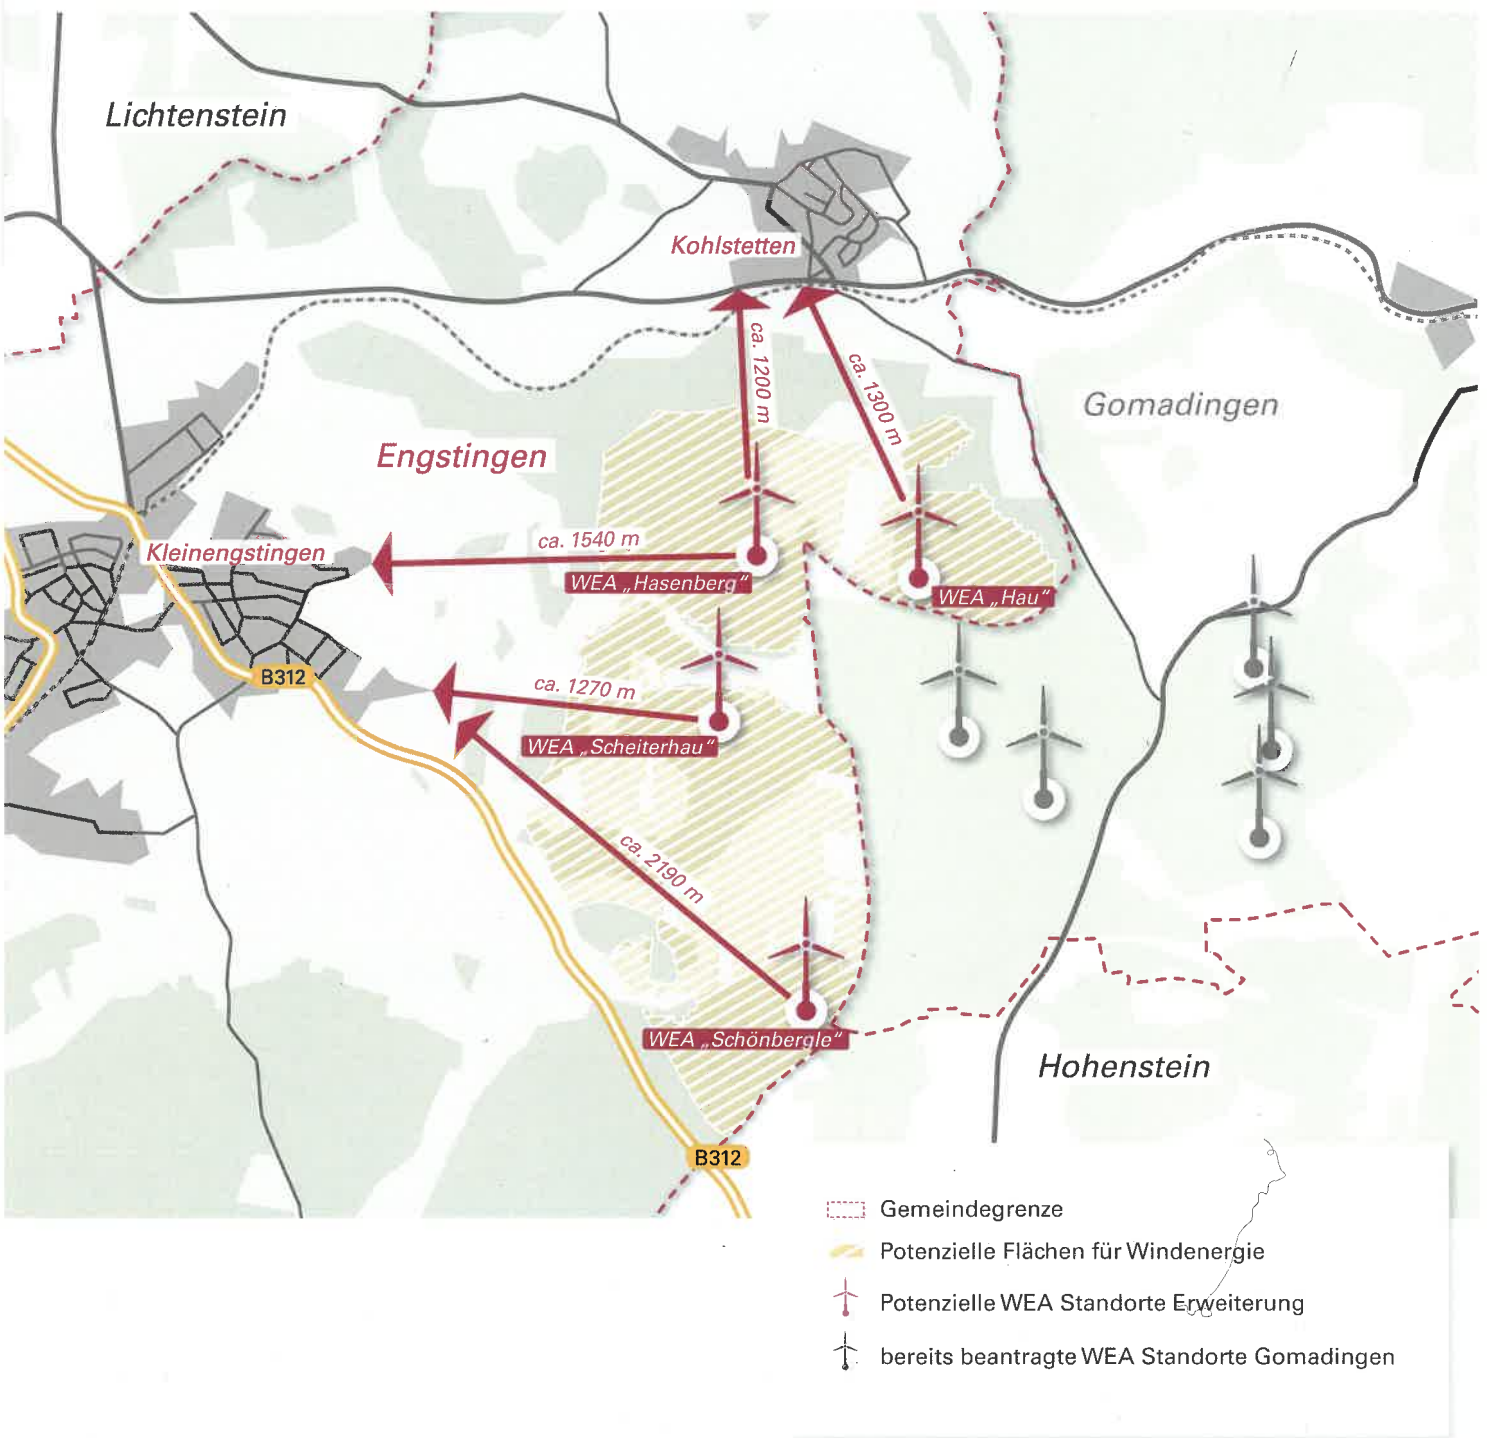 Lichtenstein
Kohlstetten
ca. 1200 m
ca. 1300 m
Gomadingen
Engstingen
ca. 1540 m
Kleinengstingen
WEA „Hasenberg“
WEA „Hau“
B312
ca. 1270 m
WEA „Scheiterhau“
ca. 2190 m
WEA „Schönbergle“
Hohenstein
B312
Gemeindegrenze
Potenzielle Flächen für Windenergie
Potenzielle WEA Standorte Erweiterung
bereits beantragte WEA Standorte Gomadingen